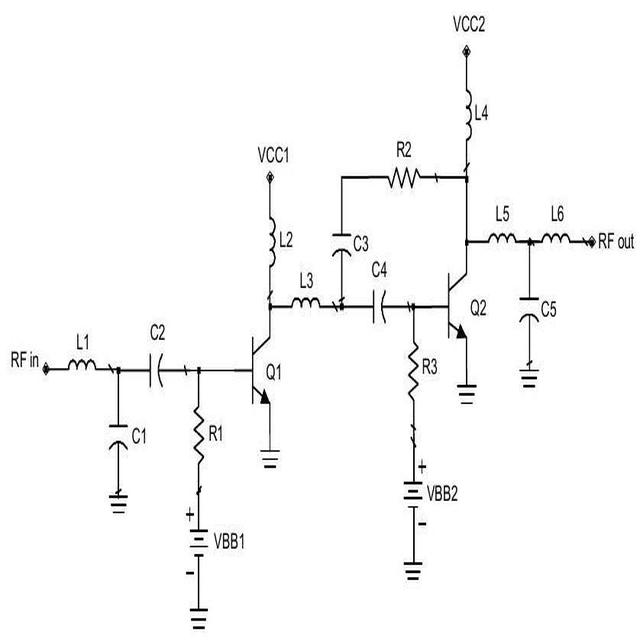 VCC2
L4
R2
VCC1
L5 L6
L2
C3
RF out
L3
C4
Q2
C5
L1
C2
RF in
Q1
R3
C1
R1
+
VBB2
-
+
VBB1
-